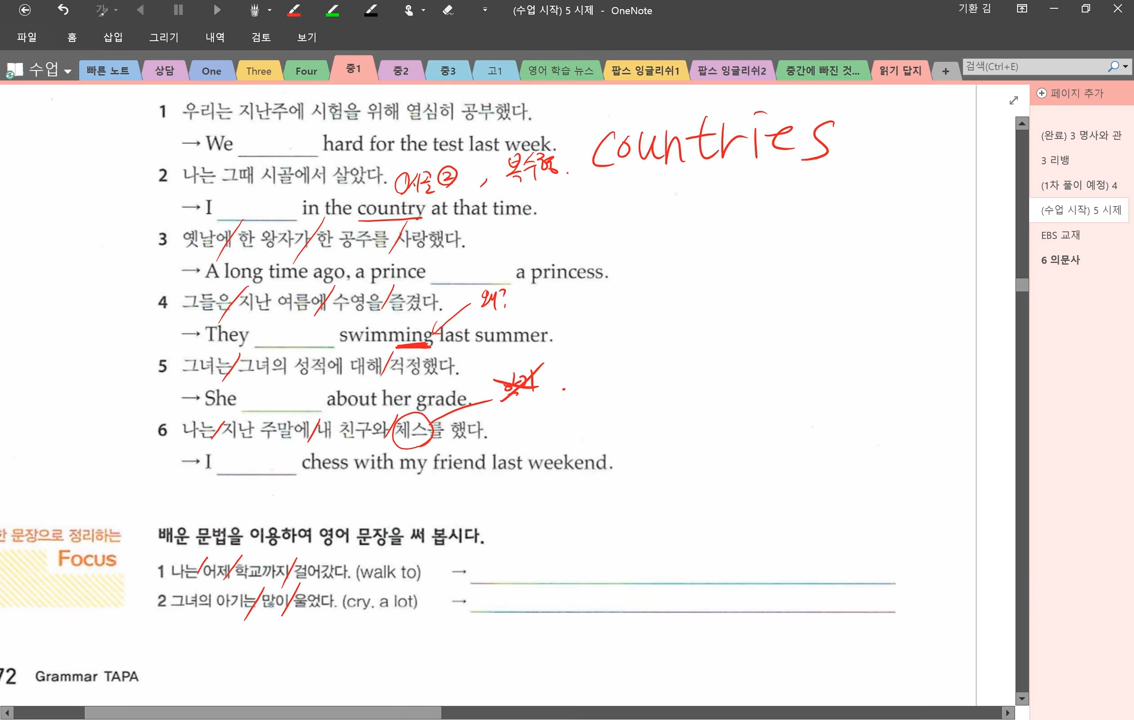 (수업 시작) 5 시제 - OneNote
기환 김
파일 홈 삽입 그리기 내역 검토 보기
수업 빠른 노트 상담 One Three Four 중1 중2 중3 고1 영어 학습 뉴스 팝스 잉글리쉬1 팝스 잉글리쉬2 중간에 빠진 것... 읽기 답지 + 검색(Ctrl+E)
페이지 추가
(완료) 3 명사와 관
3 리뱅
(1차 풀이 예정) 4
(수업 시작) 5 시제
EBS 교재
6 의문사
1 우리는 지난주에 시험을 위해 열심히 공부했다.
→ We ________ hard for the test last week.
countries
2 나는 그때 시골에서 살았다.
②, 복수형.
→ I ________ in the country at that time.
3 옛날에 한 왕자가 한 공주를 사랑했다.
→ A long time ago, a prince ________ a princess.
4 그들은 지난 여름에 수영을 즐겼다.
왜?
→ They ________ swimming last summer.
5 그녀는 그녀의 성적에 대해 걱정했다.
→ She ________ about her grade.
6 나는 지난 주말에 내 친구와 체스를 했다.
→ I ________ chess with my friend last weekend.
한 문장으로 정리하는
Focus
배운 문법을 이용하여 영어 문장을 써 봅시다.
1 나는 어제 학교까지 걸어갔다. (walk to) →
2 그녀의 아기는 많이 울었다. (cry, a lot) →
72 Grammar TAPA